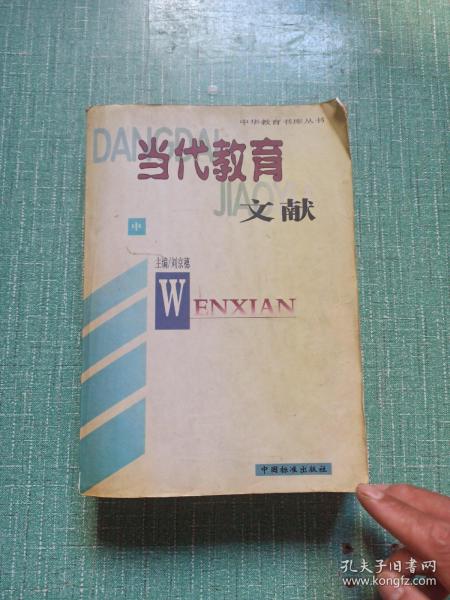 中华教育书库丛书
DANGDAI
当代教育
JIAOYU
文献
中
主编/刘京穗
WENXIAN
中国标准出版社
孔夫子旧书网
www.kongfz.com